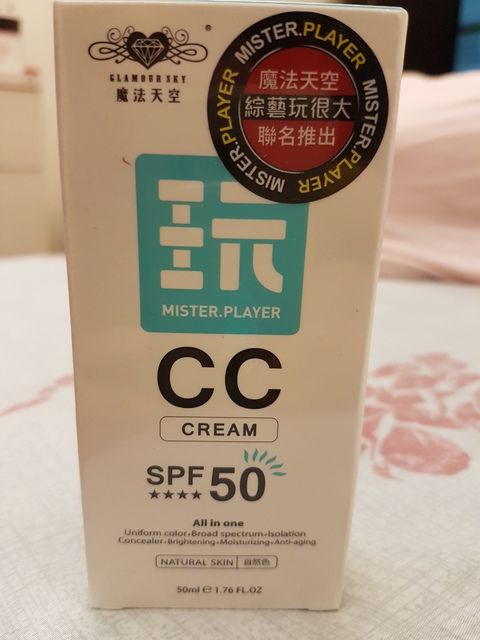 ®
GLAMOUR SKY
魔法天空
MISTER.PLAYER
MISTER.PLAYER
MISTER.PLAYER
魔法天空
綜藝玩很大
聯名推出
玩
MISTER.PLAYER
CC
CREAM
SPF 50
★★★★
All in one
Uniform color•Broad spectrum•Isolation
Concealer•Brightening•Moisturizing•Anti-aging
NATURAL SKIN 自然色
50ml ℮ 1.76 FL.OZ